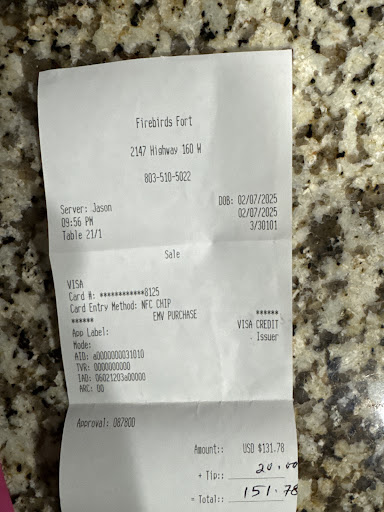 Firebirds Fort
2147 Highway 160 W
803-510-5022
Server: Jason DOB: 02/07/2025
09:56 PM 02/07/2025
Table 21/1 3/30101
Sale
VISA
Card #: ************8125
Card Entry Method: NFC CHIP
****** EMV PURCHASE ******
App Label: VISA CREDIT
Mode: Issuer
AID: a0000000031010
TVR: 0000000000
IAD: 06021203a00000
ARC: 00
Approval: 087800
Amount:: USD $131.78
+ Tip:: 20.00
= Total:: 151.78